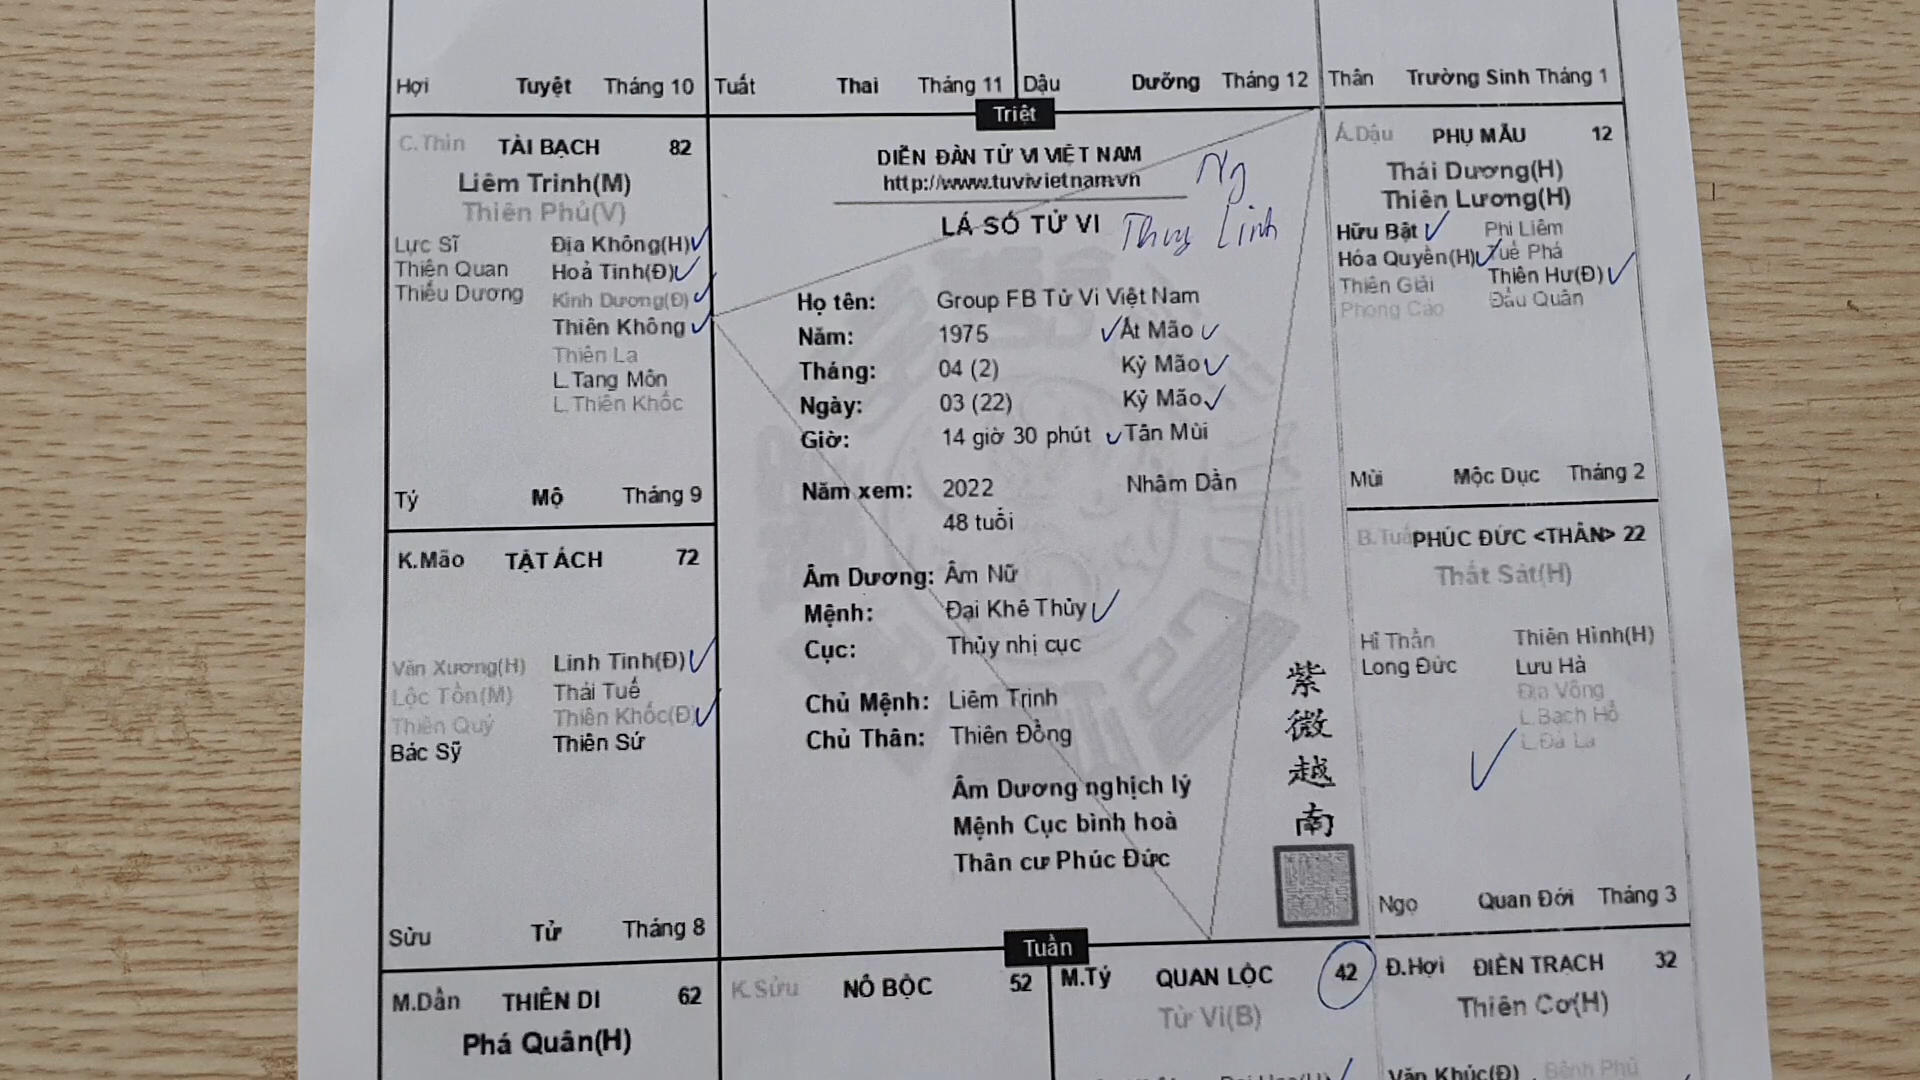 Hợi Tuyệt Tháng 10
Tuất Thai Tháng 11
Dậu Dưỡng Tháng 12
Thân Trường Sinh Tháng 1
Triệt
C.Thìn TÀI BẠCH 82
Liêm Trinh(M)
Thiên Phủ(V)
Lực Sĩ Địa Không(H)
Thiên Quan Hoả Tinh(Đ)
Thiếu Dương Kình Dương(Đ)
Thiên Không
Thiên La
L.Tang Môn
L.Thiên Khốc
Tý Mộ Tháng 9
DIỄN ĐÀN TỬ VI VIỆT NAM
http://www.tuvivietnam.vn
LÁ SỐ TỬ VI
Ng
Thuy Linh
Họ tên: Group FB Tử Vi Việt Nam
Năm: 1975 Ất Mão
Tháng: 04 (2) Kỷ Mão
Ngày: 03 (22) Kỷ Mão
Giờ: 14 giờ 30 phút Tân Mùi
Năm xem: 2022 Nhâm Dần
48 tuổi
Âm Dương: Âm Nữ
Mệnh: Đại Khê Thủy
Cục: Thủy nhị cục
Chủ Mệnh: Liêm Trinh
Chủ Thân: Thiên Đồng
Âm Dương nghịch lý
Mệnh Cục bình hoà
Thân cư Phúc Đức
紫微越南
Á.Dậu PHỤ MẪU 12
Thái Dương(H)
Thiên Lương(H)
Hữu Bật Phi Liêm
Hóa Quyền(H) Tuế Phá
Thiên Giải Thiên Hư(Đ)
Phong Cáo Đẩu Quân
Mùi Mộc Dục Tháng 2
K.Mão TẬT ÁCH 72
Văn Xương(H) Linh Tinh(Đ)
Lộc Tồn(M) Thái Tuế
Thiên Quý Thiên Khốc(Đ)
Bác Sỹ Thiên Sứ
Sửu Tử Tháng 8
B.Tuất PHÚC ĐỨC <THÂN> 22
Thất Sát(H)
Hỉ Thần Thiên Hình(H)
Long Đức Lưu Hà
Địa Võng
L.Bạch Hổ
L.Đà La
Ngọ Quan Đới Tháng 3
Tuần
M.Dần THIÊN DI 62
Phá Quân(H)
K.Sửu NÔ BỘC 52
M.Tý QUAN LỘC 42
Tử Vi(B)
Đ.Hợi ĐIỀN TRẠCH 32
Thiên Cơ(H)
Văn Khúc(Đ) Bệnh Phù